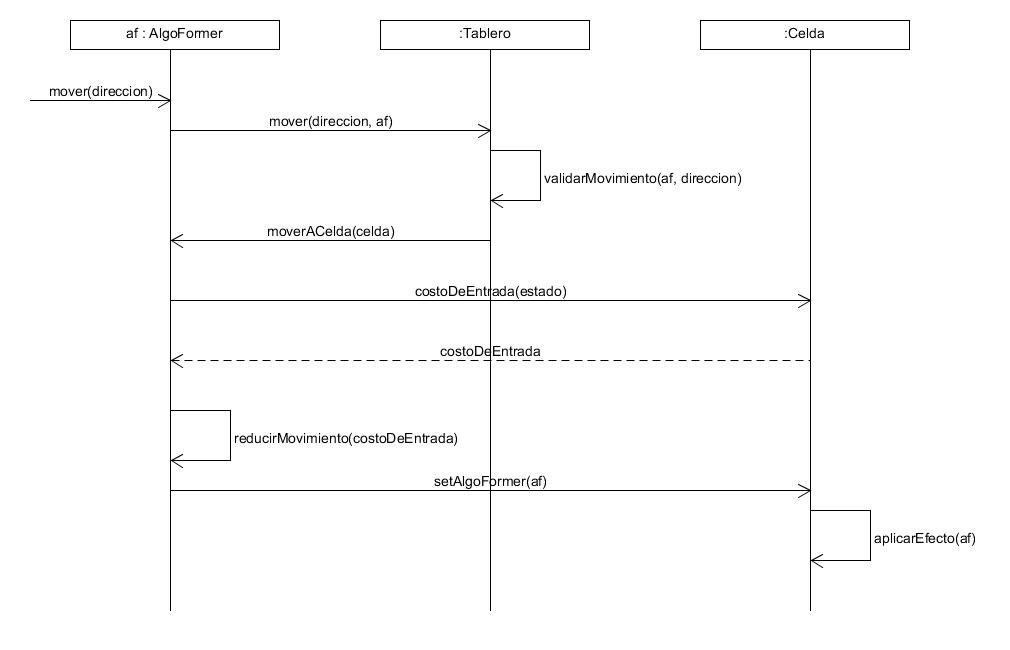 af : AlgoFormer
:Tablero
:Celda
mover(direccion)
mover(direccion, af)
validarMovimiento(af, direccion)
moverACelda(celda)
costoDeEntrada(estado)
costoDeEntrada
reducirMovimiento(costoDeEntrada)
setAlgoFormer(af)
aplicarEfecto(af)